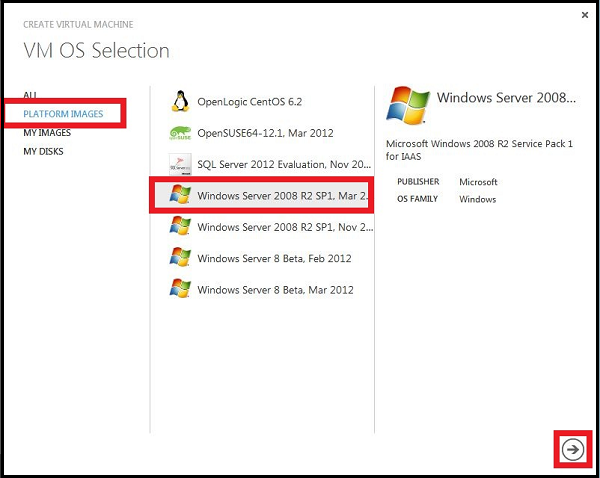 CREATE VIRTUAL MACHINE
VM OS Selection
ALL
PLATFORM IMAGES
MY IMAGES
MY DISKS
OpenLogic CentOS 6.2
OpenSUSE64-12.1, Mar 2012
SQL Server 2012 Evaluation, Nov 20...
Windows Server 2008 R2 SP1, Mar 2...
Windows Server 2008 R2 SP1, Nov 2...
Windows Server 8 Beta, Feb 2012
Windows Server 8 Beta, Mar 2012
Windows Server 2008...
Microsoft Windows 2008 R2 Service Pack 1
for IAAS
PUBLISHER Microsoft
OS FAMILY Windows